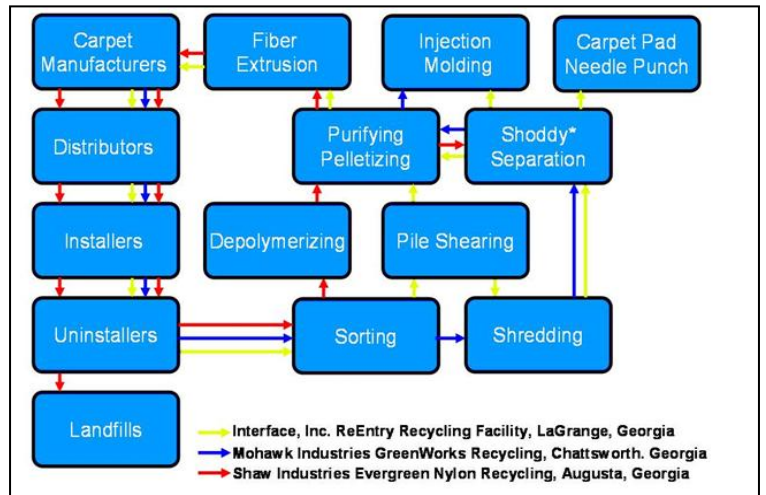 Carpet
Manufacturers
Fiber
Extrusion
Injection
Molding
Carpet Pad
Needle Punch
Distributors
Purifying
Pelletizing
Shoddy*
Separation
Installers
Depolymerizing
Pile Shearing
Uninstallers
Sorting
Shredding
Landfills
Interface, Inc. ReEntry Recycling Facility, LaGrange, Georgia
Mohawk Industries GreenWorks Recycling, Chattsworth. Georgia
Shaw Industries Evergreen Nylon Recycling, Augusta, Georgia